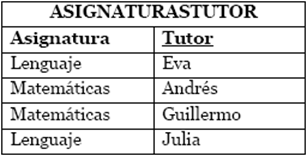 ASIGNATURASTUTOR
Asignatura Tutor
Lenguaje Eva
Matemáticas Andrés
Matemáticas Guillermo
Lenguaje Julia